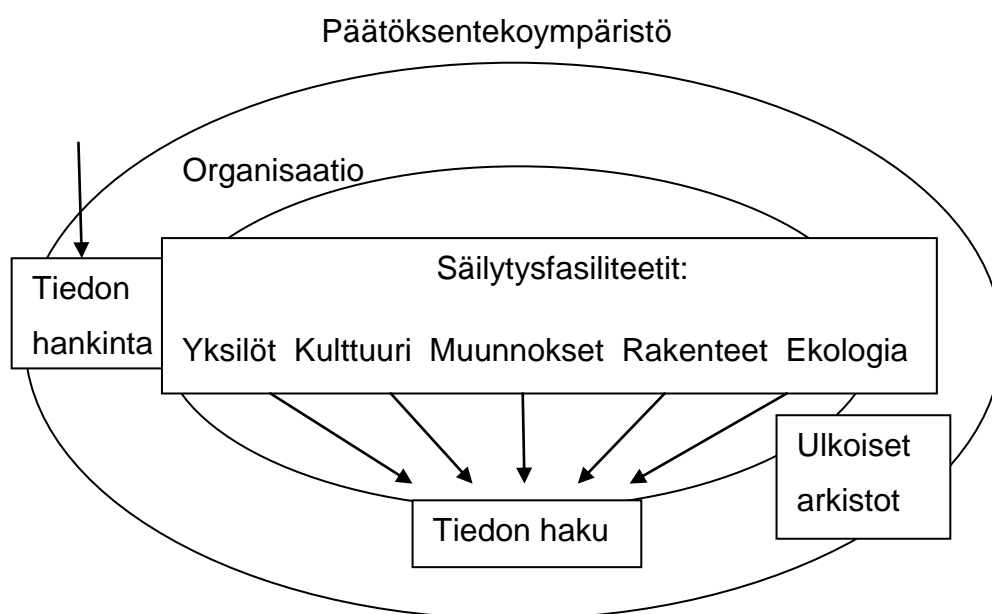 Päätöksentekoympäristö
Organisaatio
Säilytysfasiliteetit:
Tiedon
hankinta
Yksilöt Kulttuuri Muunnokset Rakenteet Ekologia
Ulkoiset
arkistot
Tiedon haku